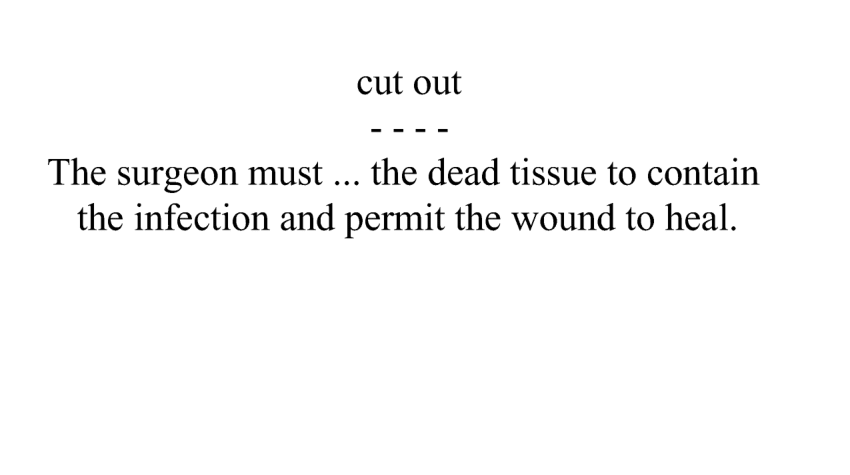 cut out
- - - -
The surgeon must ... the dead tissue to contain
the infection and permit the wound to heal.